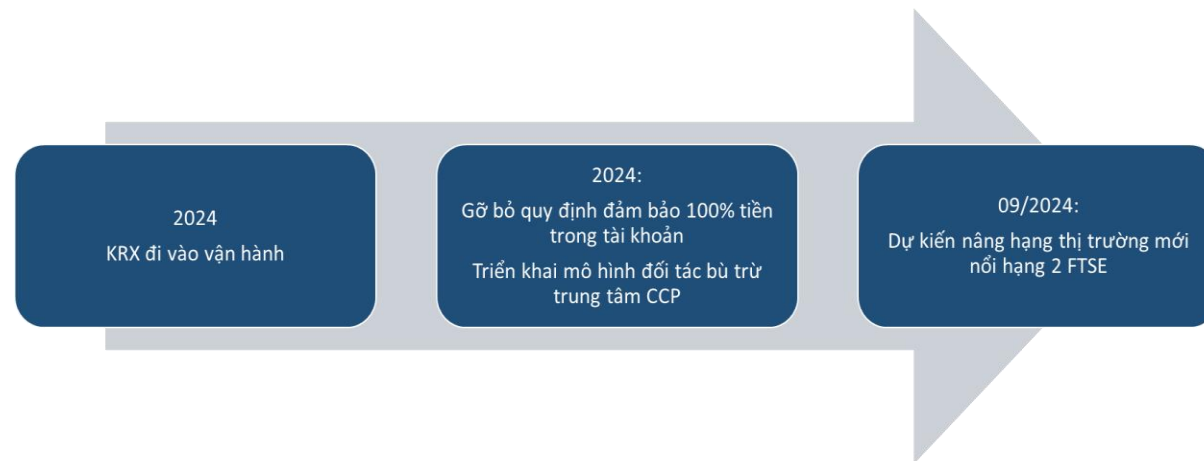 2024
KRX đi vào vận hành
2024:
Gỡ bỏ quy định đảm bảo 100% tiền
trong tài khoản
Triển khai mô hình đối tác bù trừ
trung tâm CCP
09/2024:
Dự kiến nâng hạng thị trường mới
nổi hạng 2 FTSE